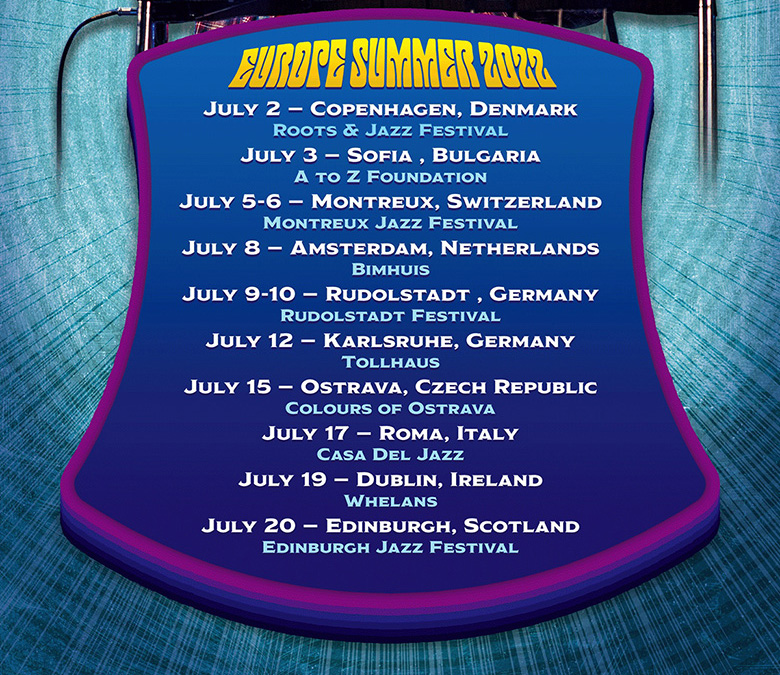 EUROPE SUMMER 2022
July 2 – Copenhagen, Denmark
Roots & Jazz Festival
July 3 – Sofia , Bulgaria
A to Z Foundation
July 5-6 – Montreux, Switzerland
Montreux Jazz Festival
July 8 – Amsterdam, Netherlands
Bimhuis
July 9-10 – Rudolstadt , Germany
Rudolstadt Festival
July 12 – Karlsruhe, Germany
Tollhaus
July 15 – Ostrava, Czech Republic
Colours of Ostrava
July 17 – Roma, Italy
Casa Del Jazz
July 19 – Dublin, Ireland
Whelans
July 20 – Edinburgh, Scotland
Edinburgh Jazz Festival